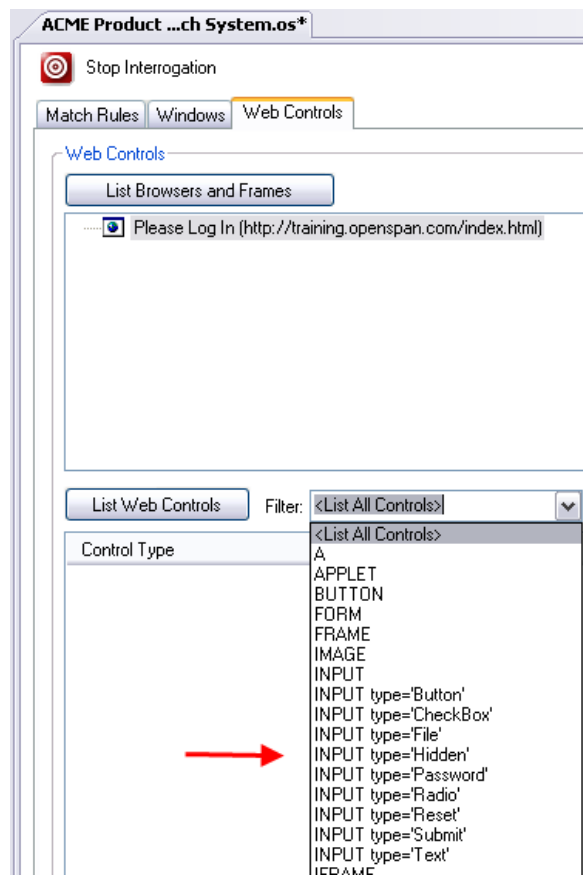 ACME Product ...ch System.os*
Stop Interrogation
Match Rules Windows Web Controls
Web Controls
List Browsers and Frames
Please Log In (http://training.openspan.com/index.html)
List Web Controls Filter: <List All Controls>
Control Type
<List All Controls>
A
APPLET
BUTTON
FORM
FRAME
IMAGE
INPUT
INPUT type='Button'
INPUT type='CheckBox'
INPUT type='File'
INPUT type='Hidden'
INPUT type='Password'
INPUT type='Radio'
INPUT type='Reset'
INPUT type='Submit'
INPUT type='Text'
IFRAME